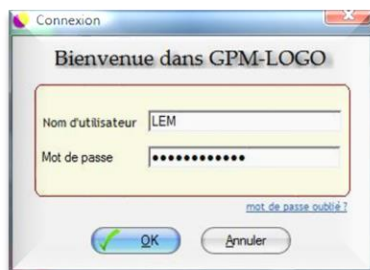 Connexion
Bienvenue dans GPM-LOGO
Nom d'utilisateur LEM
Mot de passe ••••••••••••
mot de passe oublié ?
OK Annuler